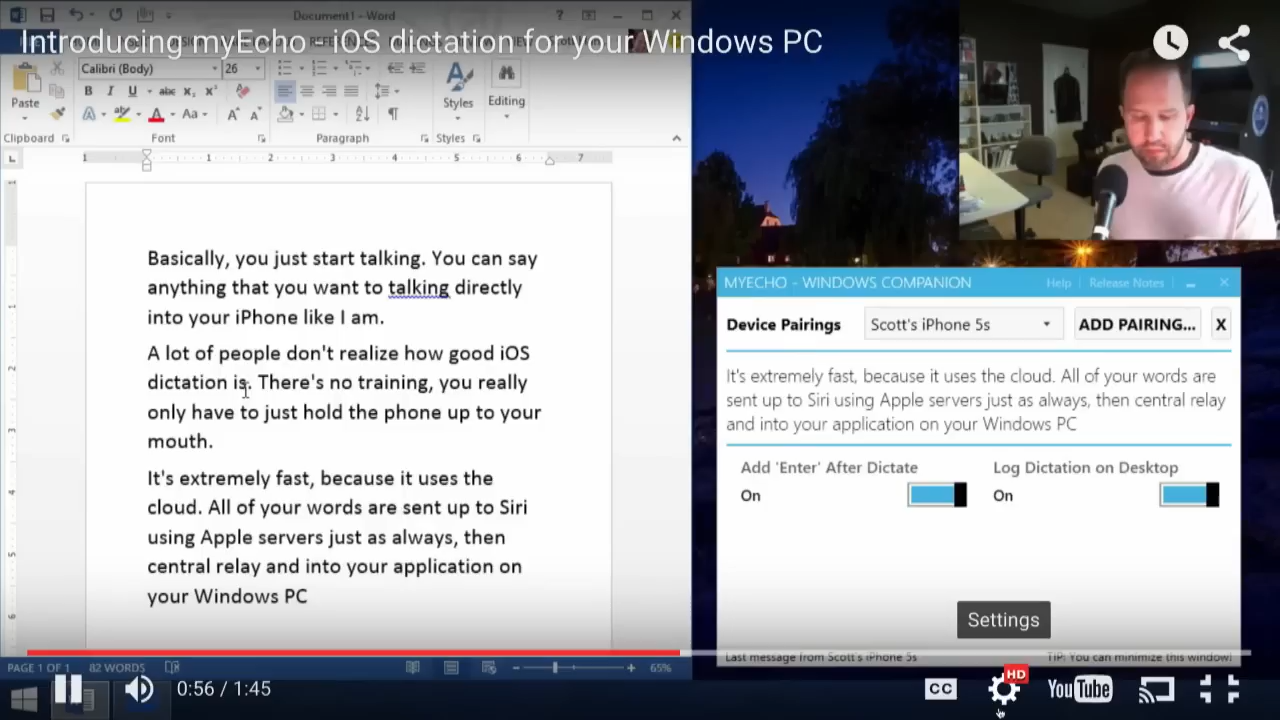 Document1 - Word
Introducing myEcho - iOS dictation for your Windows PC
Calibri (Body)
26
Paste
Styles
Editing
Clipboard
Font
Paragraph
Styles
1 1 2 3 4 5 6 7
Basically, you just start talking. You can say
anything that you want to talking directly
into your iPhone like I am.
A lot of people don't realize how good iOS
dictation is. There's no training, you really
only have to just hold the phone up to your
mouth.
It's extremely fast, because it uses the
cloud. All of your words are sent up to Siri
using Apple servers just as always, then
central relay and into your application on
your Windows PC
MYECHO - WINDOWS COMPANION
Help
Release Notes
Device Pairings
Scott's iPhone 5s
ADD PAIRING...
X
It's extremely fast, because it uses the cloud. All of your words are
sent up to Siri using Apple servers just as always, then central relay
and into your application on your Windows PC
Add 'Enter' After Dictate
On
Log Dictation on Desktop
On
Settings
Last message from Scott's iPhone 5s
TIP: You can minimize this window!
PAGE 1 OF 1
82 WORDS
65%
0:56 / 1:45
CC
HD
YouTube